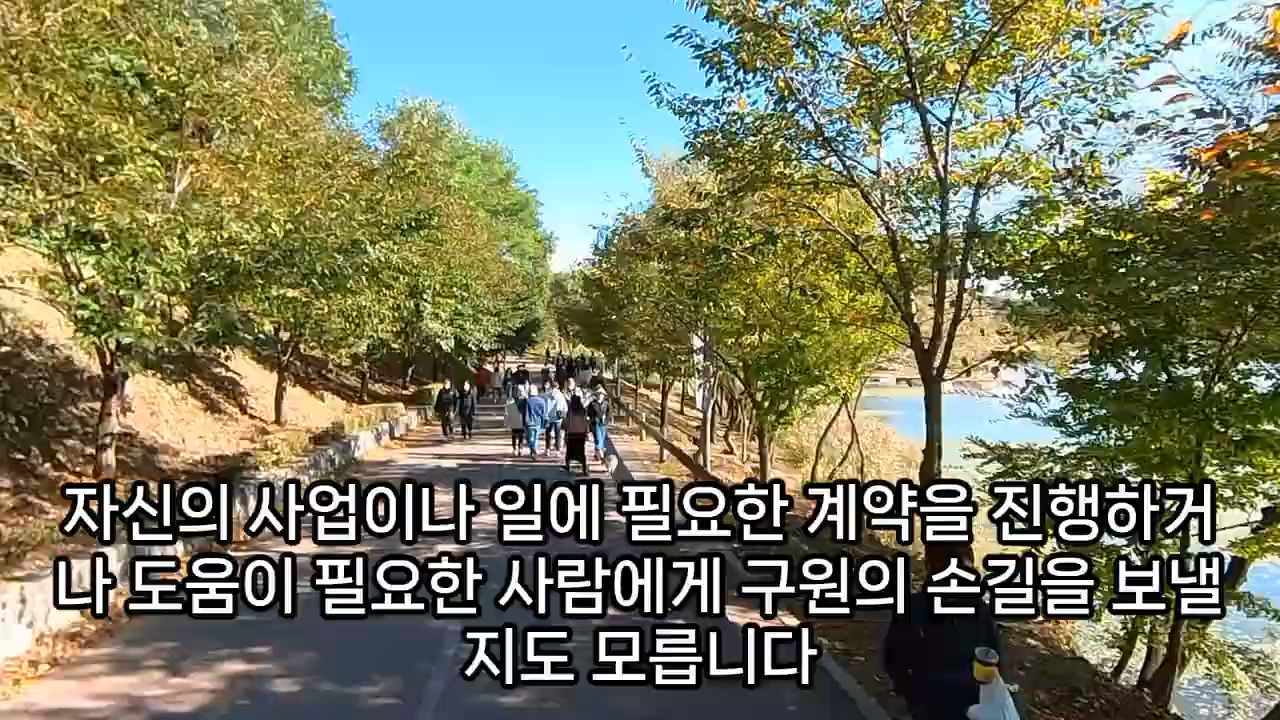 자신의 사업이나 일에 필요한 계약을 진행하거
나 도움이 필요한 사람에게 구원의 손길을 보낼
지도 모릅니다